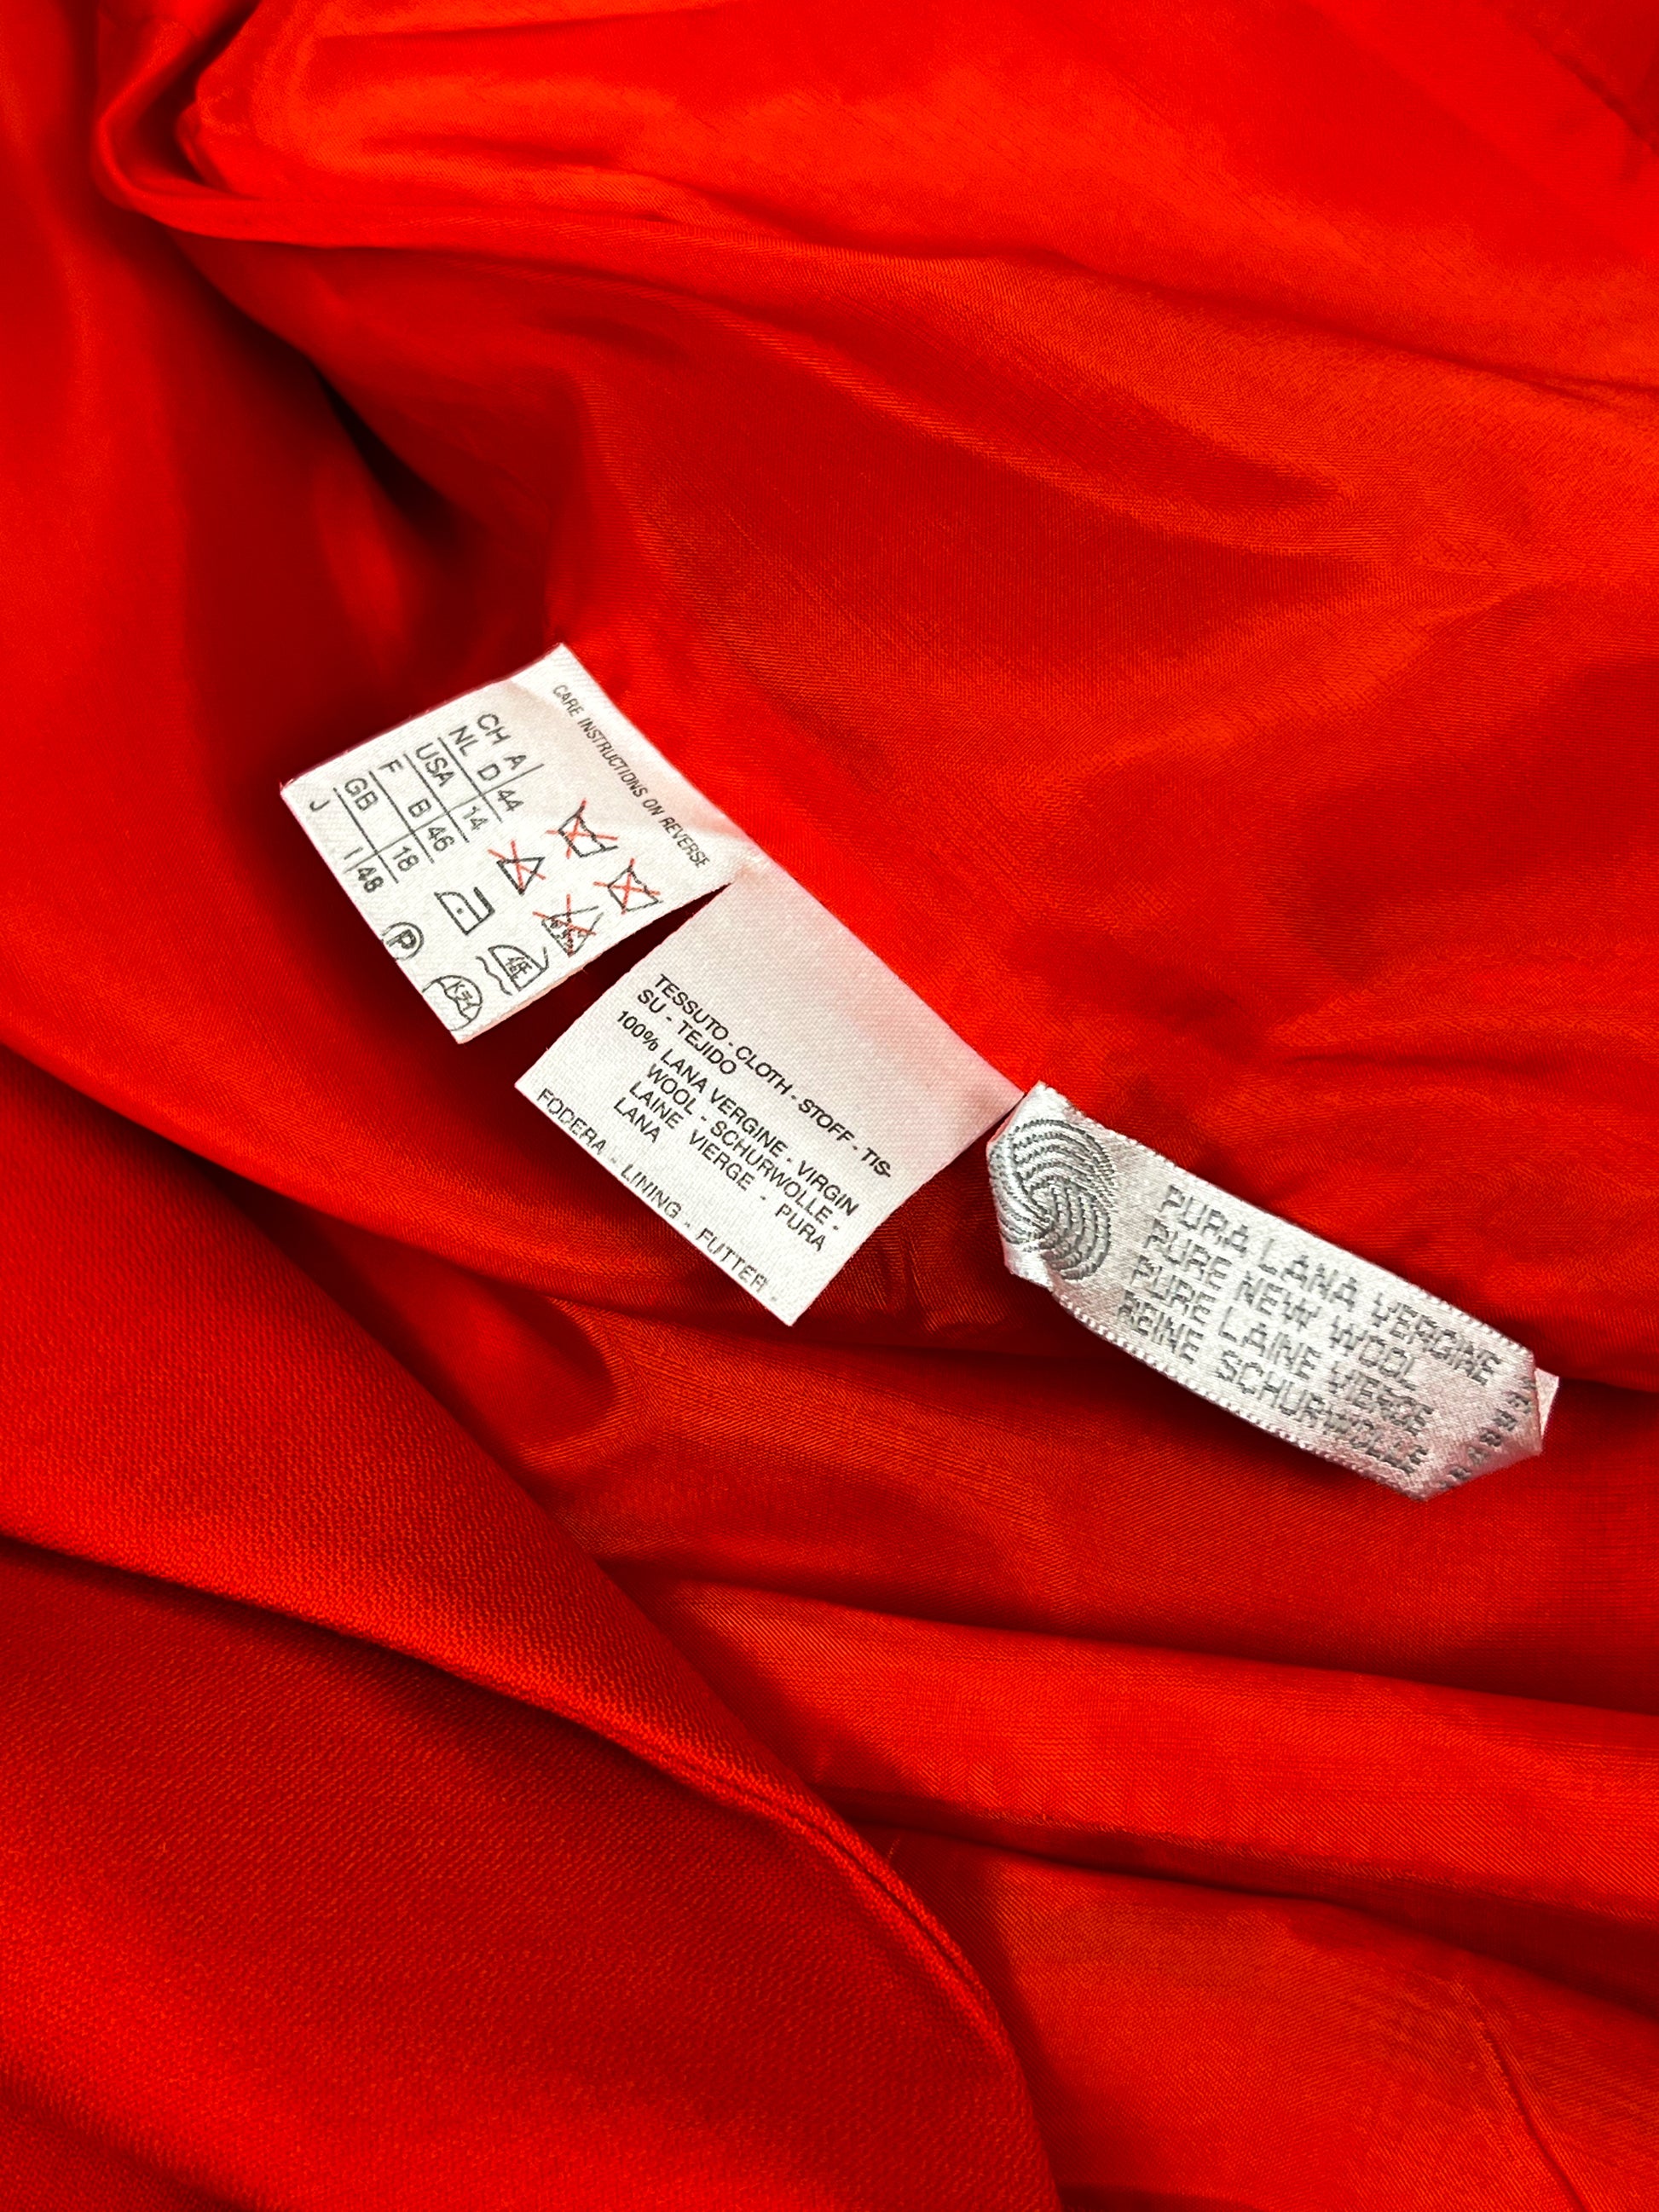 CARE INSTRUCTIONS ON REVERSE
CH A
NL D 44
USA 14
F B 46
GB 18
J I 48
P
TESSUTO - CLOTH - STOFF - TIS-
SU - TEJIDO
100% LANA VERGINE - VIRGIN
WOOL - SCHURWOLLE -
LAINE VIERGE - PURA
LANA
FODERA - LINING - FUTTER -
PURA LANA VERGINE
PURE NEW WOOL
PURE LAINE VIERGE
REINE SCHURWOLLE